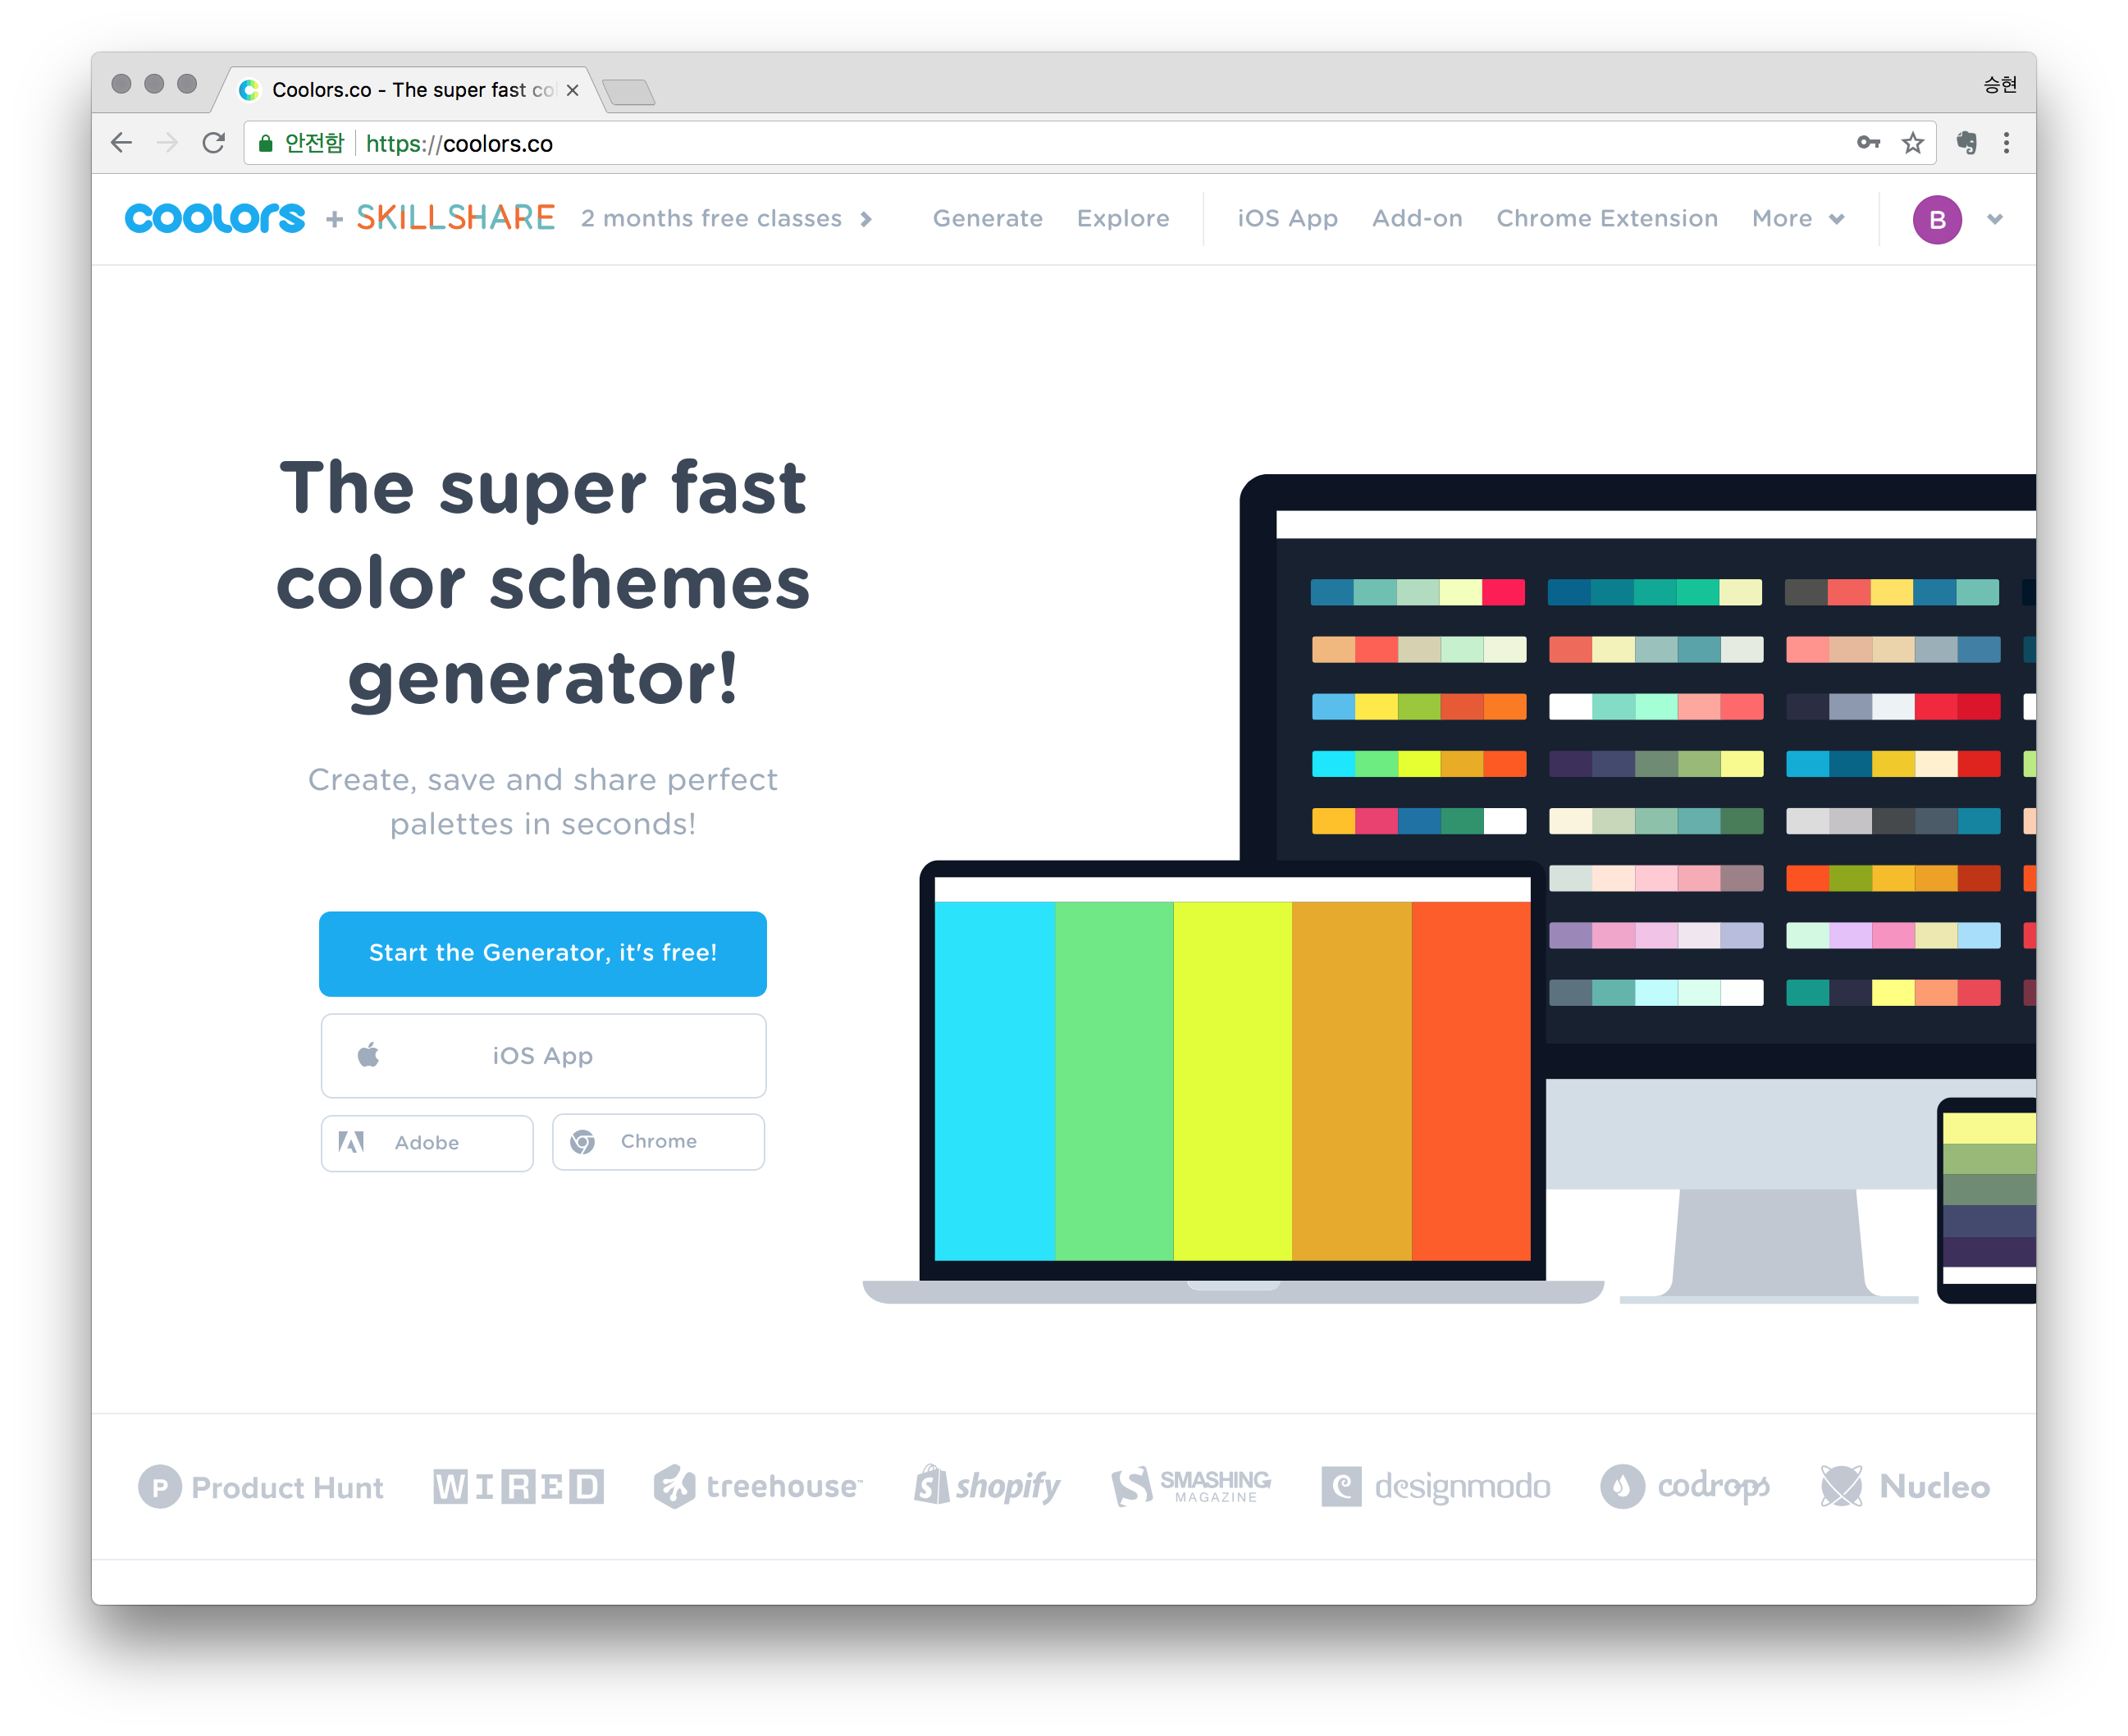 Coolors.co - The super fast co
승현
안전함 https://coolors.co
coolors + SKILLSHARE 2 months free classes Generate Explore iOS App Add-on Chrome Extension More B
The super fast
color schemes
generator!
Create, save and share perfect
palettes in seconds!
Start the Generator, it's free!
iOS App
Adobe Chrome
P Product Hunt WIRED treehouse™ S shopify S SMASHING MAGAZINE designmodo codrops Nucleo